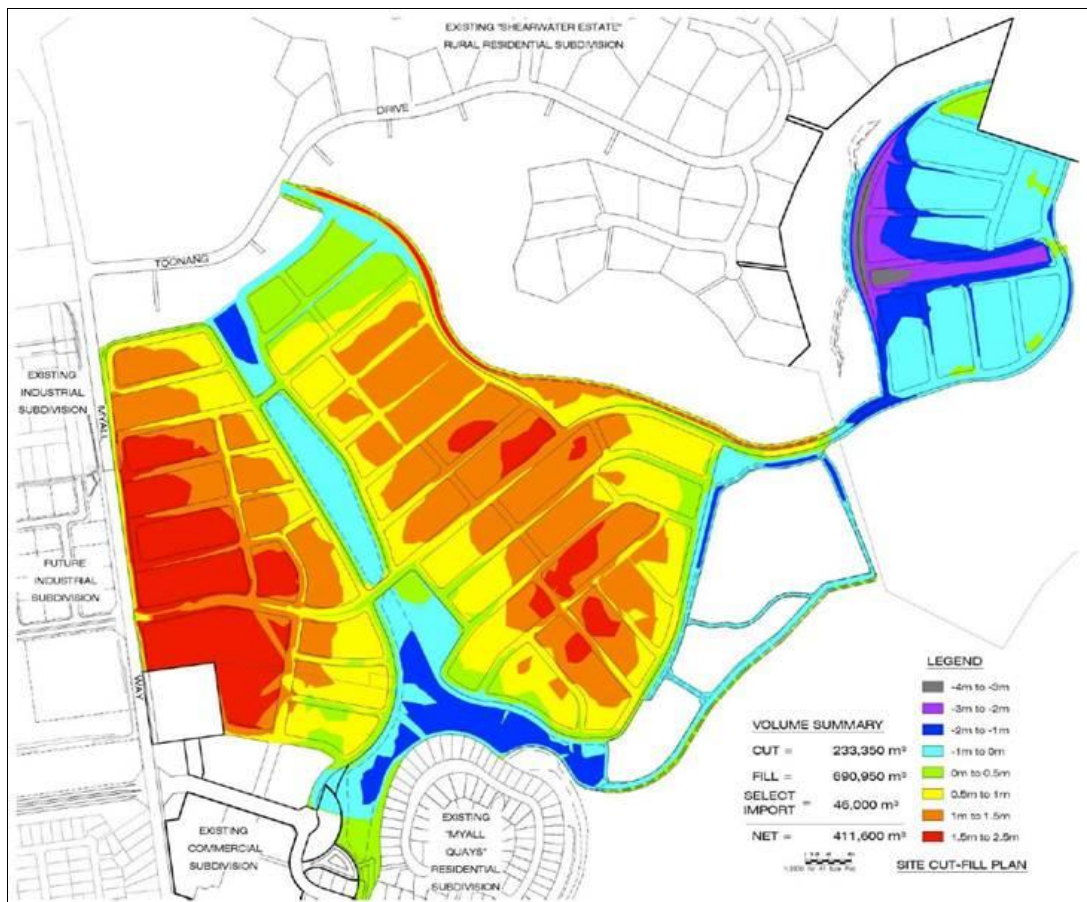 EXISTING "SHEARWATER ESTATE"
RURAL RESIDENTIAL SUBDIVISION
DRIVE
TOONANG
EXISTING
INDUSTRIAL
SUBDIVISION
MYALL
FUTURE
INDUSTRIAL
SUBDIVISION
WAY
EXISTING
COMMERCIAL
SUBDIVISION
EXISTING
"MYALL
QUAYS"
RESIDENTIAL
SUBDIVISION
VOLUME SUMMARY
CUT = 233,350 m³
FILL = 690,950 m³
SELECT
IMPORT = 46,000 m³
NET = 411,600 m³
LEGEND
-4m to -3m
-3m to -2m
-2m to -1m
-1m to 0m
0m to 0.5m
0.5m to 1m
1m to 1.5m
1.5m to 2.5m
SITE CUT-FILL PLAN